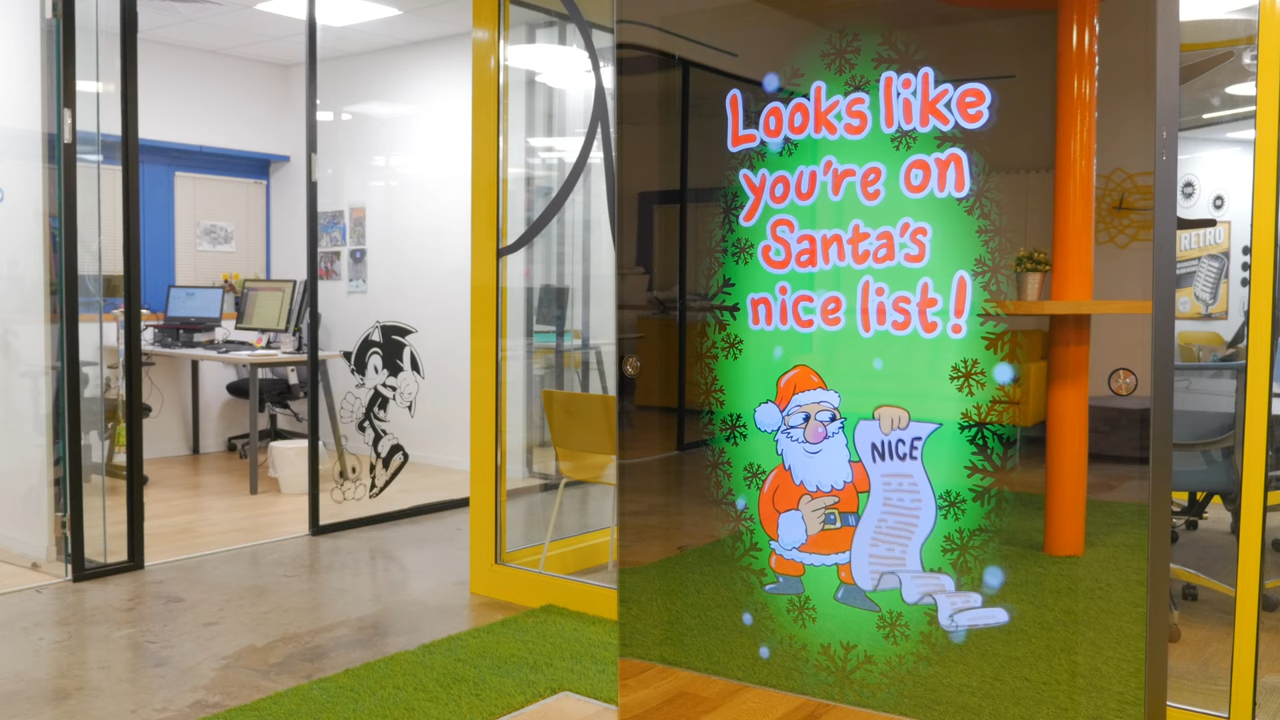 Looks like
you're on
Santa's
nice list!
NICE
RETRO